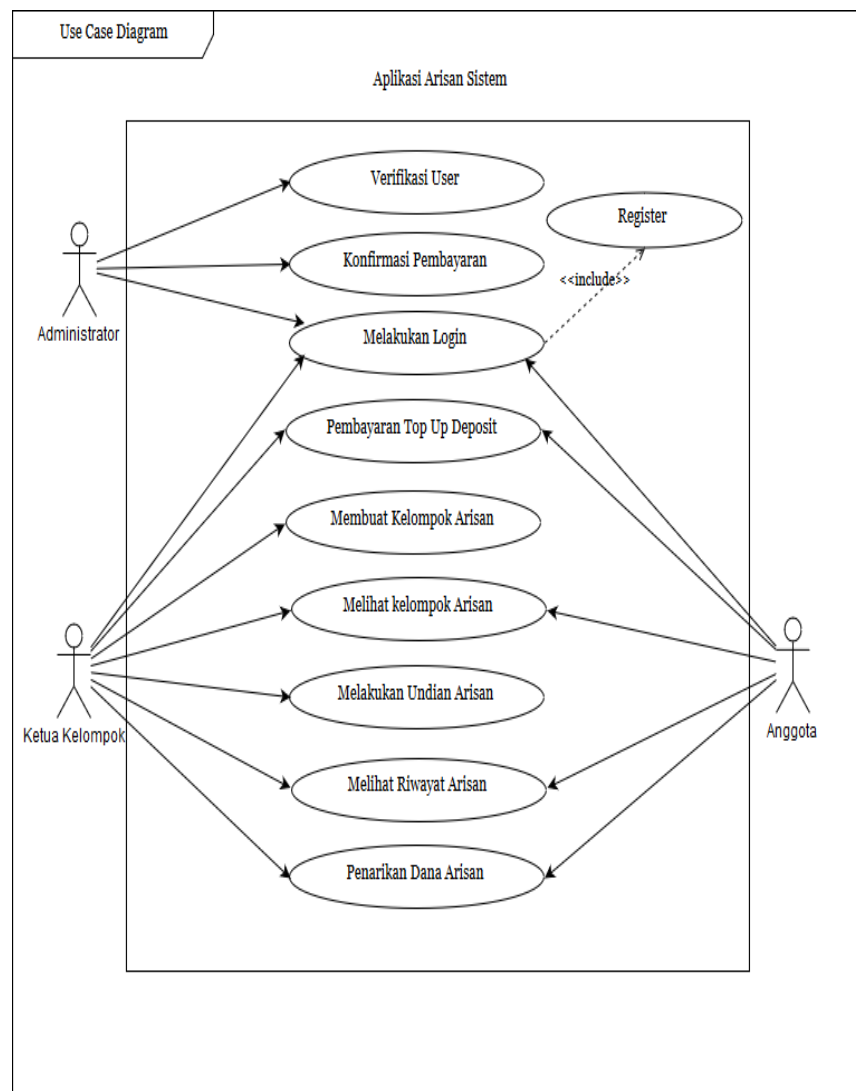 Use Case Diagram
Aplikasi Arisan Sistem
Verifikasi User
Register
Konfirmasi Pembayaran
<<include>>
Administrator
Melakukan Login
Pembayaran Top Up Deposit
Membuat Kelompok Arisan
Melihat kelompok Arisan
Melakukan Undian Arisan
Ketua Kelompok
Anggota
Melihat Riwayat Arisan
Penarikan Dana Arisan